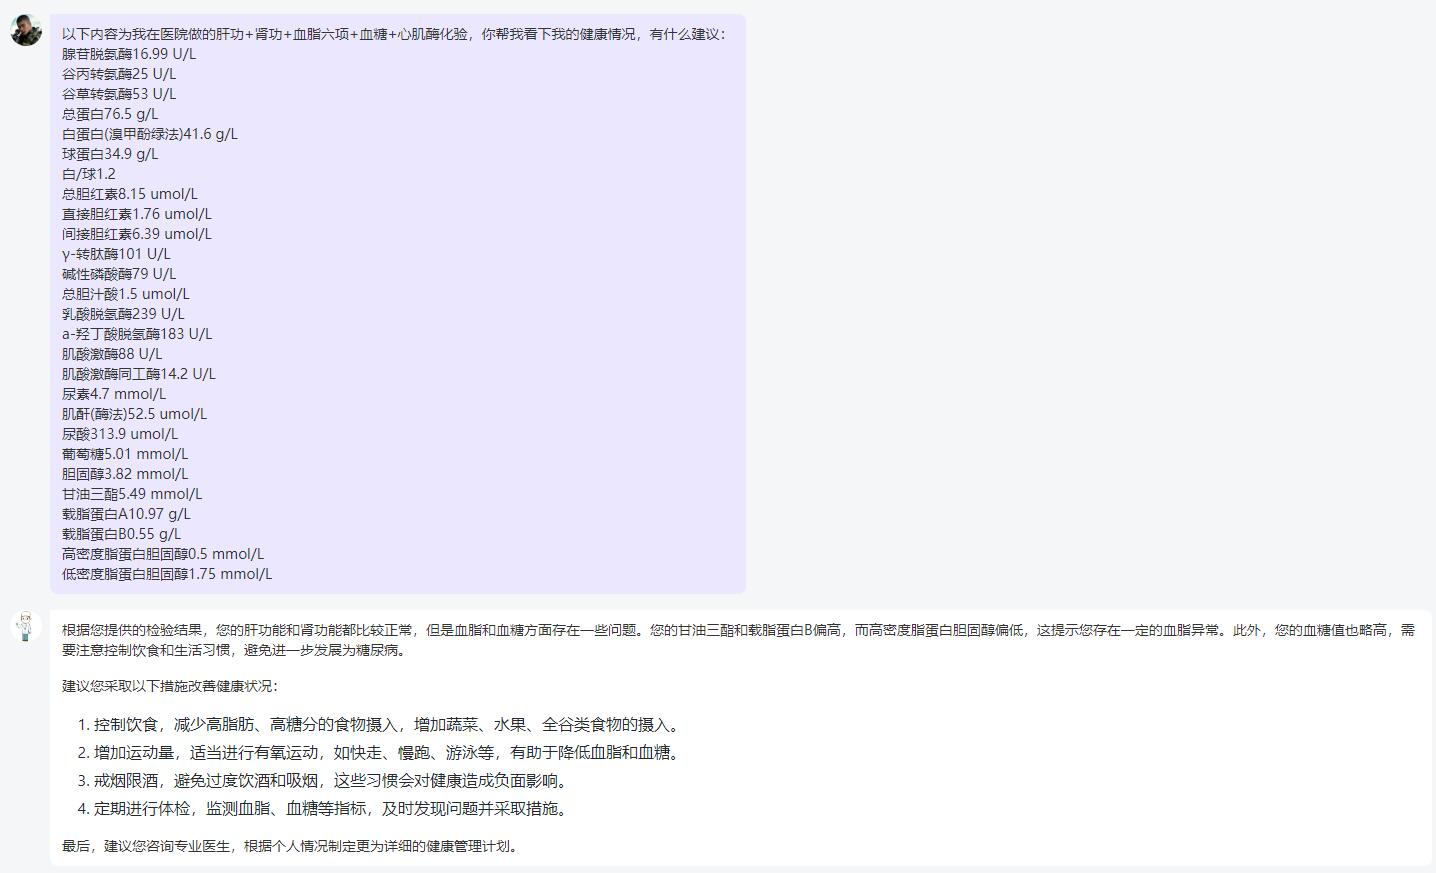 以下内容为我在医院做的肝功+肾功+血脂六项+血糖+心肌酶化验，你帮我看下我的健康情况，有什么建议：
腺苷脱氨酶16.99 U/L
谷丙转氨酶25 U/L
谷草转氨酶53 U/L
总蛋白76.5 g/L
白蛋白(溴甲酚绿法)41.6 g/L
球蛋白34.9 g/L
白/球1.2
总胆红素8.15 umol/L
直接胆红素1.76 umol/L
间接胆红素6.39 umol/L
γ-转肽酶101 U/L
碱性磷酸酶79 U/L
总胆汁酸1.5 umol/L
乳酸脱氢酶239 U/L
a-羟丁酸脱氢酶183 U/L
肌酸激酶88 U/L
肌酸激酶同工酶14.2 U/L
尿素4.7 mmol/L
肌酐(酶法)52.5 umol/L
尿酸313.9 umol/L
葡萄糖5.01 mmol/L
胆固醇3.82 mmol/L
甘油三酯5.49 mmol/L
载脂蛋白A10.97 g/L
载脂蛋白B0.55 g/L
高密度脂蛋白胆固醇0.5 mmol/L
低密度脂蛋白胆固醇1.75 mmol/L
根据您提供的检验结果，您的肝功能和肾功能都比较正常，但是血脂和血糖方面存在一些问题。您的甘油三酯和载脂蛋白B偏高，而高密度脂蛋白胆固醇偏低，这提示您存在一定的血脂异常。此外，您的血糖值也略高，需
要注意控制饮食和生活习惯，避免进一步发展为糖尿病。
建议您采取以下措施改善健康状况：
1. 控制饮食，减少高脂肪、高糖分的食物摄入，增加蔬菜、水果、全谷类食物的摄入。
2. 增加运动量，适当进行有氧运动，如快走、慢跑、游泳等，有助于降低血脂和血糖。
3. 戒烟限酒，避免过度饮酒和吸烟，这些习惯会对健康造成负面影响。
4. 定期进行体检，监测血脂、血糖等指标，及时发现问题并采取措施。
最后，建议您咨询专业医生，根据个人情况制定更为详细的健康管理计划。